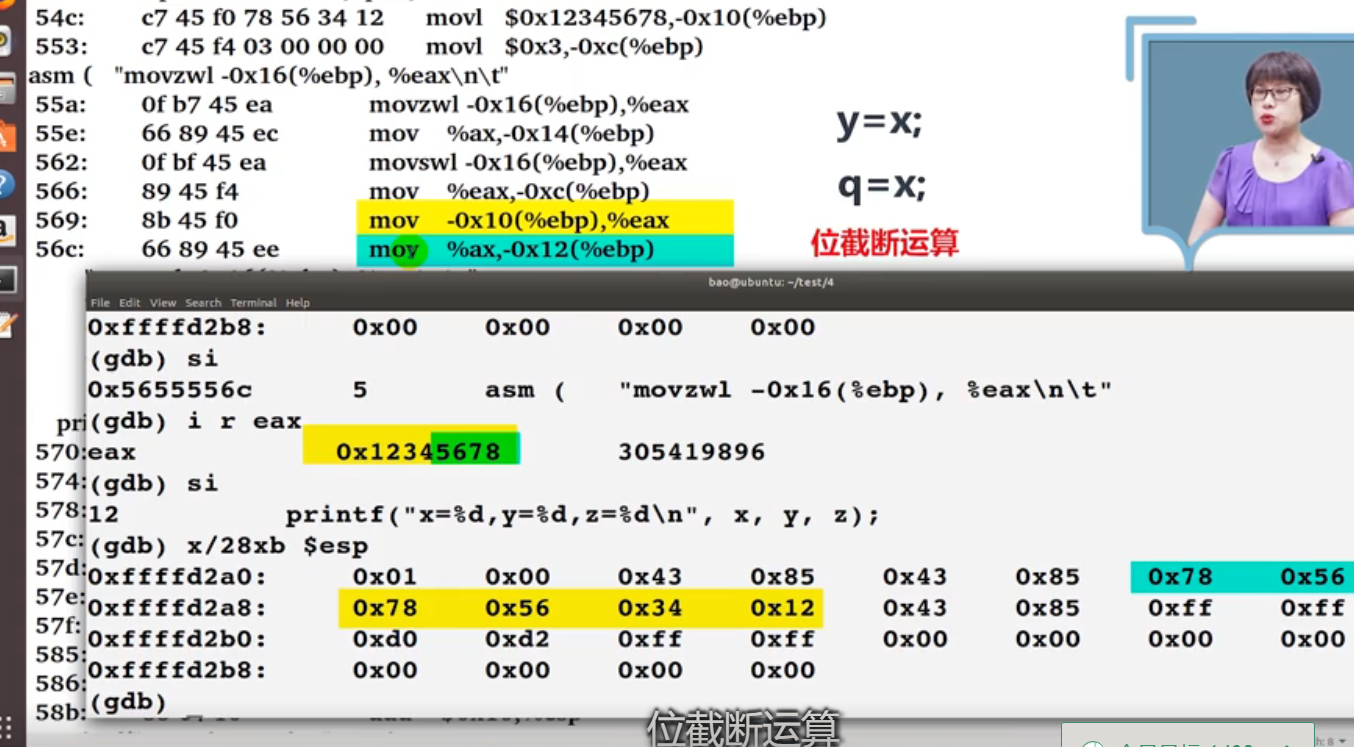 54c: c7 45 f0 78 56 34 12 movl $0x12345678,-0x10(%ebp)
553: c7 45 f4 03 00 00 00 movl $0x3,-0xc(%ebp)
asm ( "movzwl -0x16(%ebp), %eax\n\t"
55a: 0f b7 45 ea movzwl -0x16(%ebp),%eax
55e: 66 89 45 ec mov %ax,-0x14(%ebp)
562: 0f bf 45 ea movswl -0x16(%ebp),%eax
566: 89 45 f4 mov %eax,-0xc(%ebp)
569: 8b 45 f0 mov -0x10(%ebp),%eax
56c: 66 89 45 ee mov %ax,-0x12(%ebp)
y=x;
q=x;
位截断运算
bao@ubuntu: ~/test/4
File Edit View Search Terminal Help
0xffffd2b8: 0x00 0x00 0x00 0x00
(gdb) si
0x5655556c 5 asm ( "movzwl -0x16(%ebp), %eax\n\t"
pri(gdb) i r eax
570:eax 0x12345678 305419896
574:(gdb) si
578:12 printf("x=%d,y=%d,z=%d\n", x, y, z);
57c:(gdb) x/28xb $esp
57d:0xffffd2a0: 0x01 0x00 0x43 0x85 0x43 0x85 0x78 0x56
57e:0xffffd2a8: 0x78 0x56 0x34 0x12 0x43 0x85 0xff 0xff
57f:0xffffd2b0: 0xd0 0xd2 0xff 0xff 0x00 0x00 0x00 0x00
585:
686:0xffffd2b8: 0x00 0x00 0x00 0x00
58b:(gdb)
位截断运算